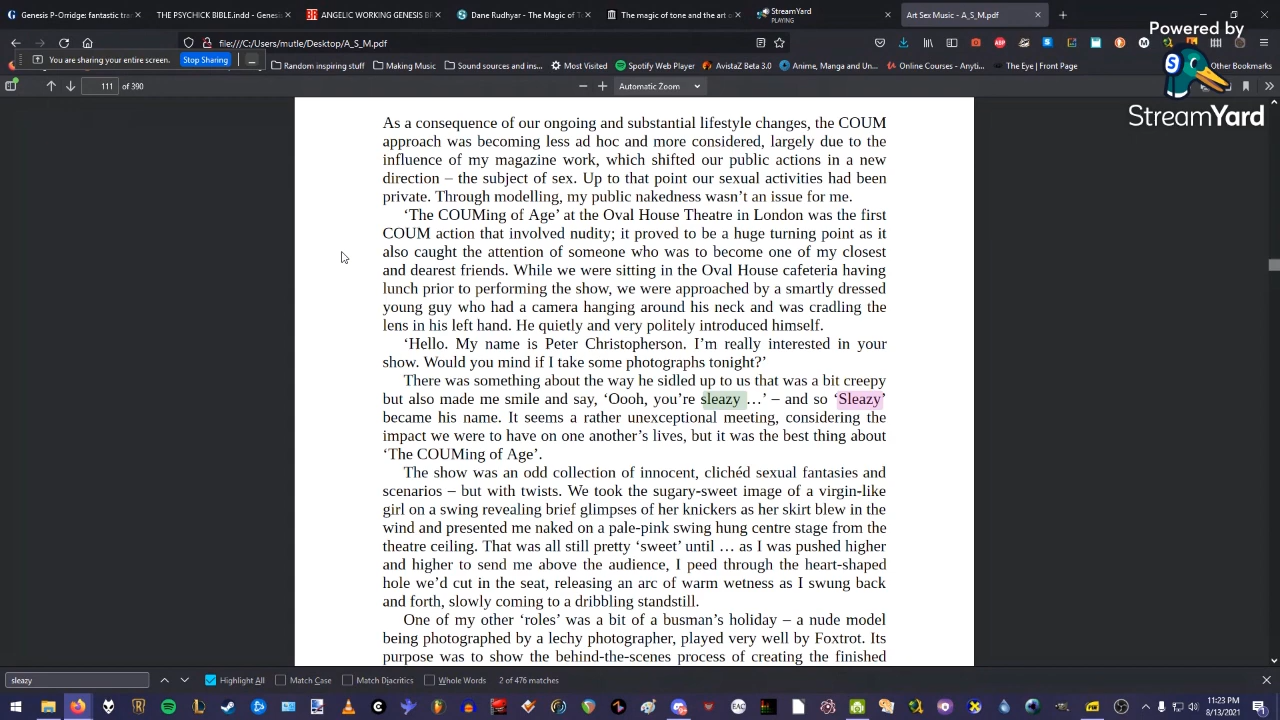 Genesis P-Orridge: fantastic tran
THE PSYCHICK BIBLE.indd - Genesis
ANGELIC WORKING GENESIS BR
Dane Rudhyar - The Magic of To
The magic of tone and the art o
StreamYard
PLAYING
Art Sex Music - A_S_M.pdf
Powered by
file:///C:/Users/mutle/Desktop/A_S_M.pdf
You are sharing your entire screen.
Stop Sharing
Random inspiring stuff
Making Music
Sound sources and ins...
Most Visited
Spotify Web Player
AvistaZ Beta 3.0
Anime, Manga and Un...
Online Courses - Anyti...
The Eye | Front Page
Other Bookmarks
111 of 390
Automatic Zoom
StreamYard
As a consequence of our ongoing and substantial lifestyle changes, the COUM
approach was becoming less ad hoc and more considered, largely due to the
influence of my magazine work, which shifted our public actions in a new
direction – the subject of sex. Up to that point our sexual activities had been
private. Through modelling, my public nakedness wasn’t an issue for me.
‘The COUMing of Age’ at the Oval House Theatre in London was the first
COUM action that involved nudity; it proved to be a huge turning point as it
also caught the attention of someone who was to become one of my closest
and dearest friends. While we were sitting in the Oval House cafeteria having
lunch prior to performing the show, we were approached by a smartly dressed
young guy who had a camera hanging around his neck and was cradling the
lens in his left hand. He quietly and very politely introduced himself.
‘Hello. My name is Peter Christopherson. I’m really interested in your
show. Would you mind if I take some photographs tonight?’
There was something about the way he sidled up to us that was a bit creepy
but also made me smile and say, ‘Oooh, you’re sleazy …’ – and so ‘Sleazy’
became his name. It seems a rather unexceptional meeting, considering the
impact we were to have on one another’s lives, but it was the best thing about
‘The COUMing of Age’.
The show was an odd collection of innocent, clichéd sexual fantasies and
scenarios – but with twists. We took the sugary-sweet image of a virgin-like
girl on a swing revealing brief glimpses of her knickers as her skirt blew in the
wind and presented me naked on a pale-pink swing hung centre stage from the
theatre ceiling. That was all still pretty ‘sweet’ until … as I was pushed higher
and higher to send me above the audience, I peed through the heart-shaped
hole we’d cut in the seat, releasing an arc of warm wetness as I swung back
and forth, slowly coming to a dribbling standstill.
One of my other ‘roles’ was a bit of a busman’s holiday – a nude model
being photographed by a lechy photographer, played very well by Foxtrot. Its
purpose was to show the behind-the-scenes process of creating the finished
sleazy
Highlight All
Match Case
Match Diacritics
Whole Words
2 of 476 matches
11:23 PM
8/13/2021